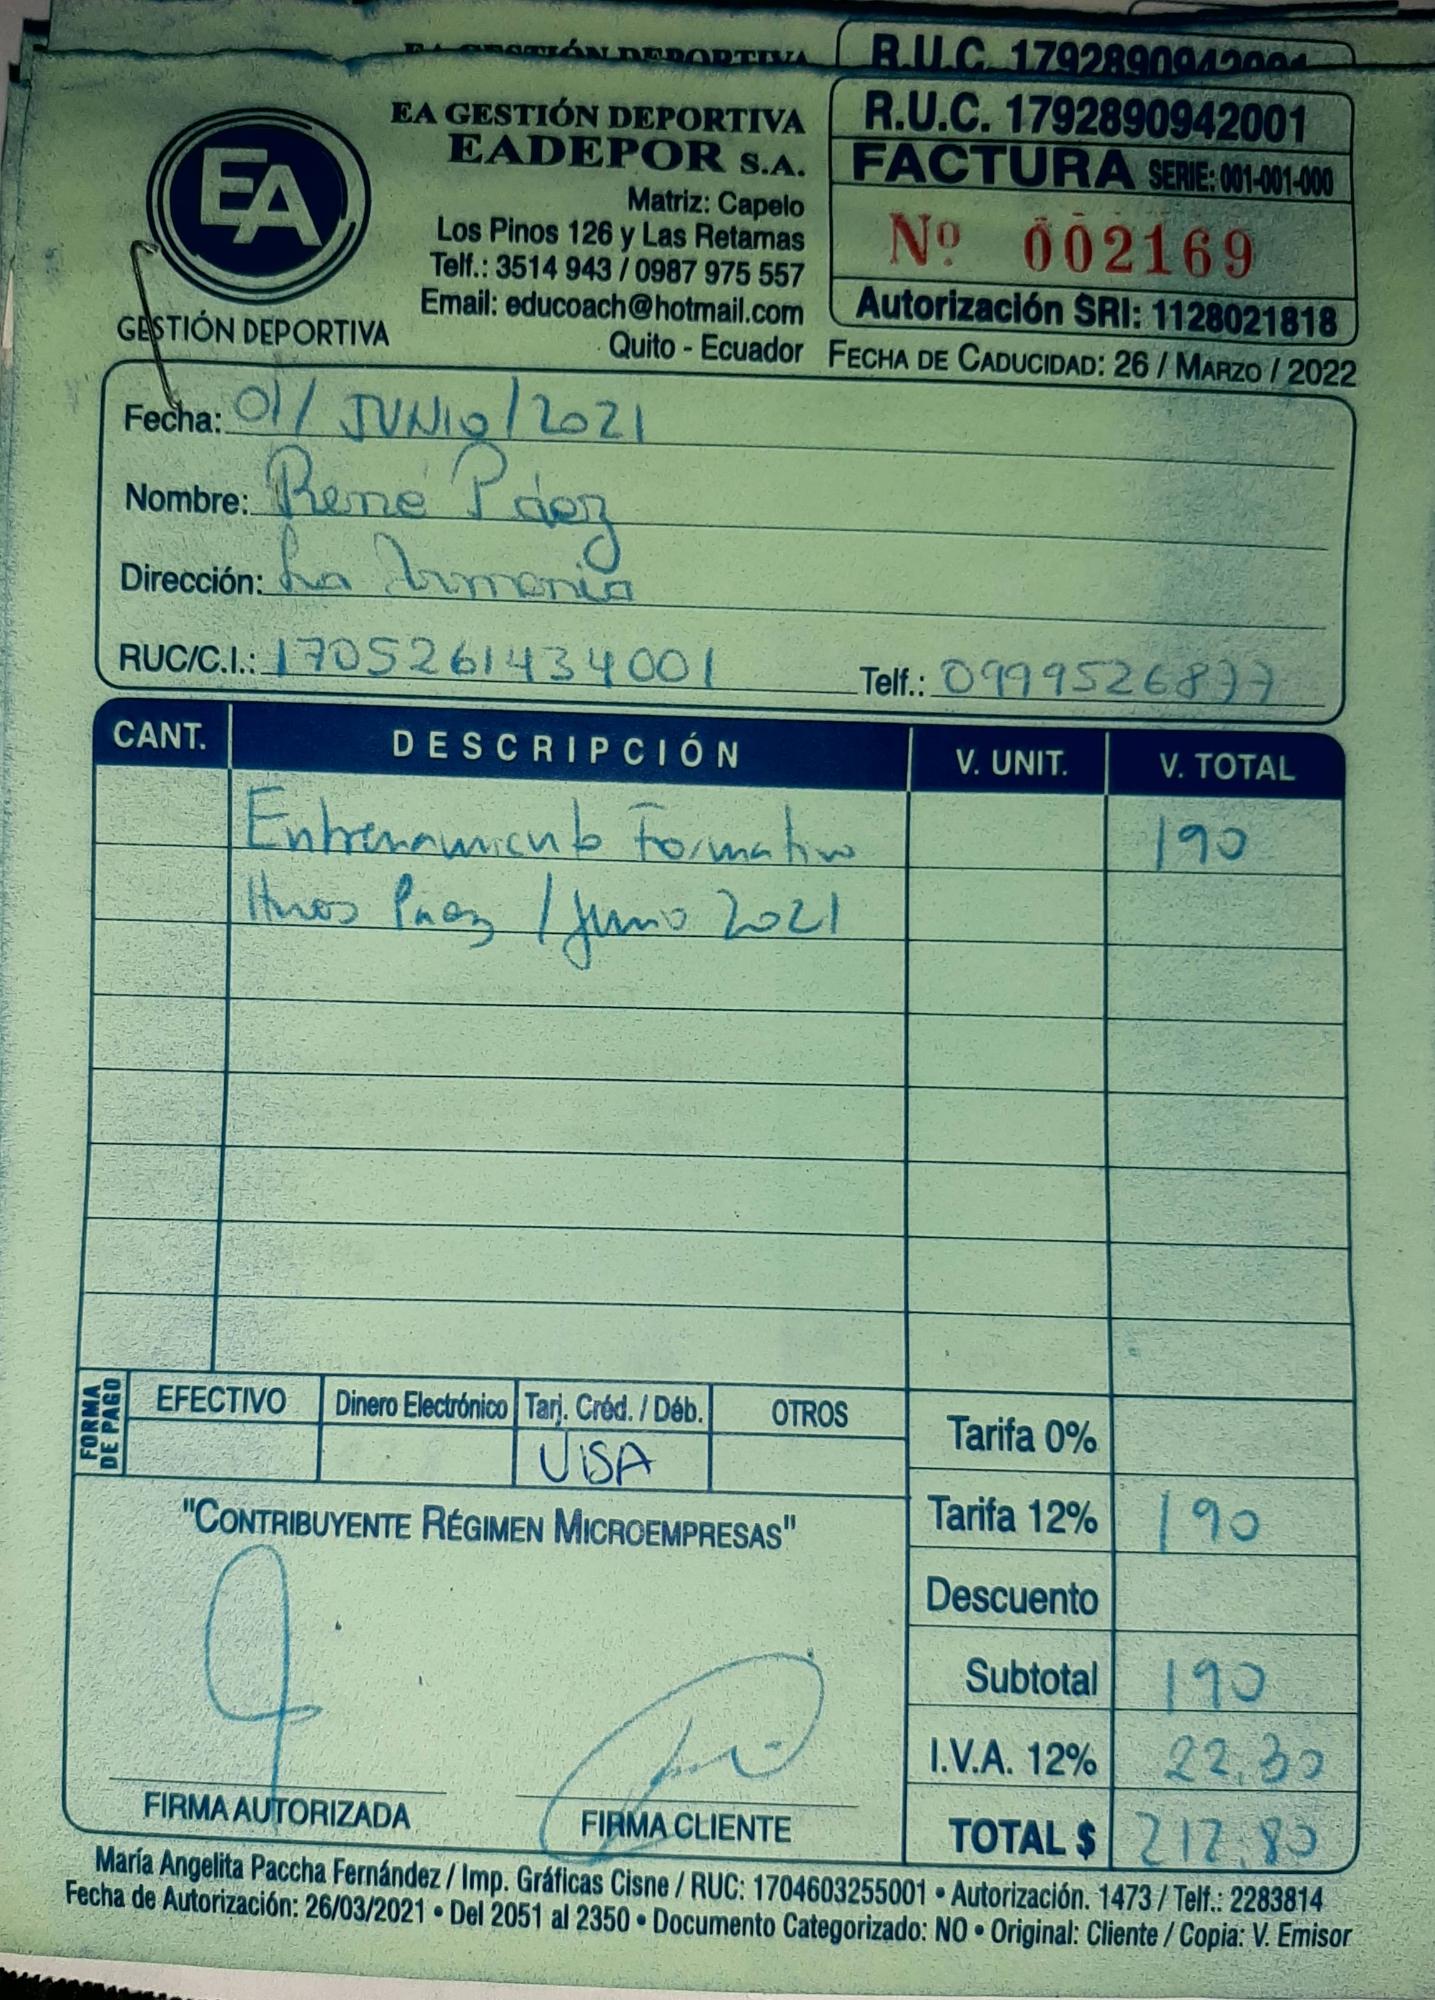 EA GESTIÓN DEPORTIVA
R.U.C. 1792890942001
EA
GESTIÓN DEPORTIVA
EA GESTIÓN DEPORTIVA
EADEPOR S.A.
Matriz: Capelo
Los Pinos 126 y Las Retamas
Telf.: 3514 943 / 0987 975 557
Email: educoach@hotmail.com
Quito - Ecuador
R.U.C. 1792890942001
FACTURA SERIE: 001-001-000
Nº 002169
Autorización SRI: 1128021818
FECHA DE CADUCIDAD: 26 / MARZO / 2022
Fecha: 01/ JUNIO/2021
Nombre: René Páez
Dirección: La Armenia
RUC/C.I.: 1705261434001 Telf.: 0999526877
CANT. DESCRIPCIÓN V. UNIT. V. TOTAL
Entrenamiento Formativo 190
Hnos Paez / Junio 2021
FORMA DE PAGO
EFECTIVO Dinero Electrónico Tarj. Créd. / Déb. OTROS
VISA
Tarifa 0%
Tarifa 12% 190
Descuento
Subtotal 190
I.V.A. 12% 22.30
TOTAL $ 212.80
"CONTRIBUYENTE RÉGIMEN MICROEMPRESAS"
FIRMA AUTORIZADA FIRMA CLIENTE
María Angelita Paccha Fernández / Imp. Gráficas Cisne / RUC: 1704603255001 • Autorización. 1473 / Telf.: 2283814
Fecha de Autorización: 26/03/2021 • Del 2051 al 2350 • Documento Categorizado: NO • Original: Cliente / Copia: V. Emisor